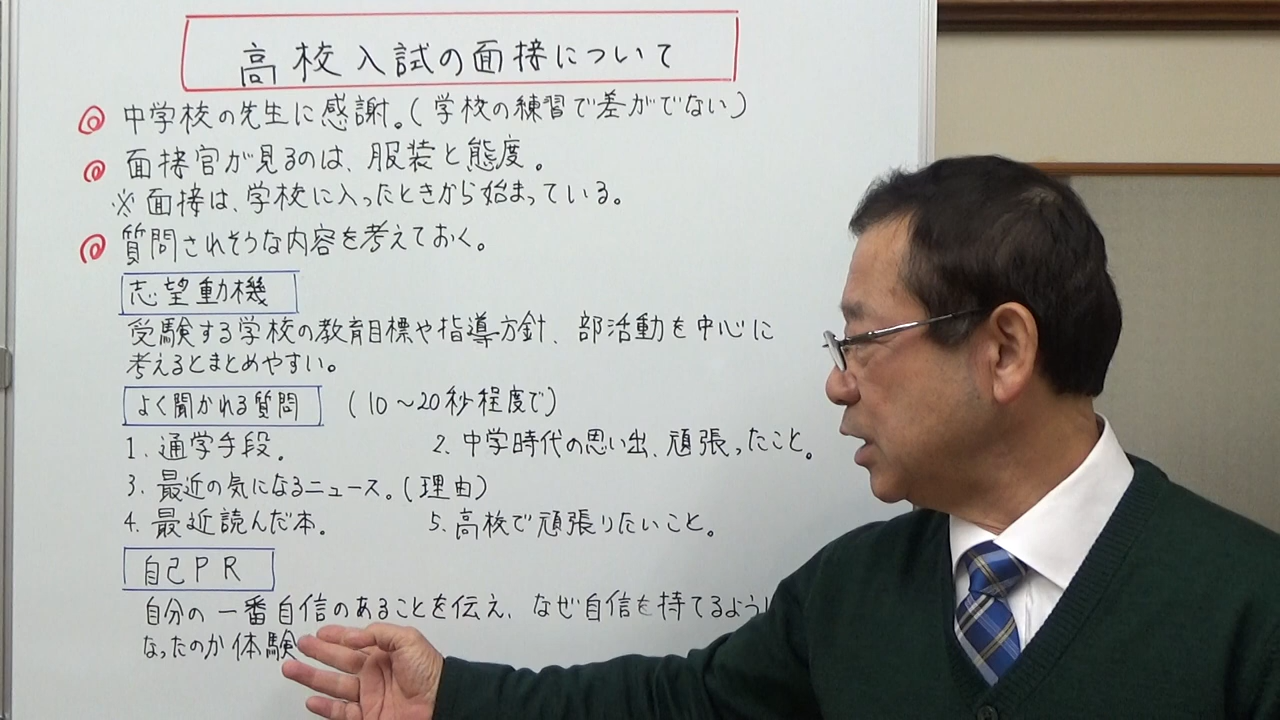 高校入試の面接について
◎ 中学校の先生に感謝。(学校の練習で差がでない)
◎ 面接官が見るのは、服装と態度。
※面接は、学校に入ったときから始まっている。
◎ 質問されそうな内容を考えておく。
志望動機
受験する学校の教育目標や指導方針、部活動を中心に
考えるとまとめやすい。
よく聞かれる質問 (10〜20秒程度で)
1. 通学手段。 2. 中学時代の思い出、頑張ったこと。
3. 最近の気になるニュース。(理由)
4. 最近読んだ本。 5. 高校で頑張りたいこと。
自己PR
自分の一番自信のあることを伝え、なぜ自信を持てるように
なったのか体験